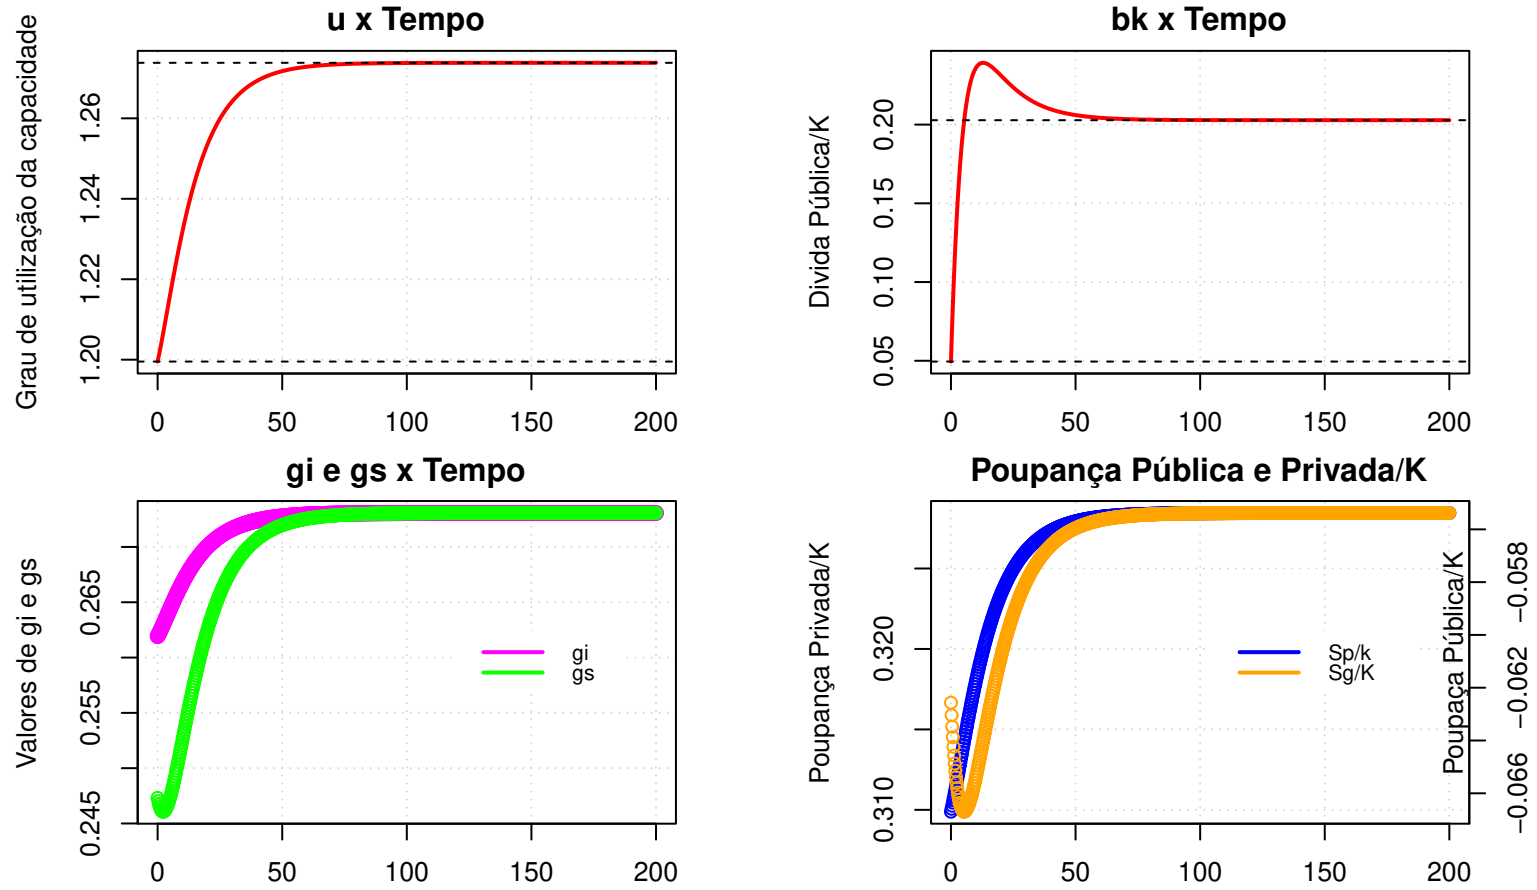 u x Tempo
Grau de utilização da capacidade
1.20
1.22
1.24
1.26
0
50
100
150
200
bk x Tempo
Divida Pública/K
0.05
0.10
0.15
0.20
0
50
100
150
200
gi e gs x Tempo
Valores de gi e gs
0.245
0.255
0.265
gi
gs
0
50
100
150
200
Poupança Pública e Privada/K
Poupança Privada/K
0.310
0.320
Sp/k
Sg/K
Poupaça Pública/K
−0.066
−0.062
−0.058
0
50
100
150
200